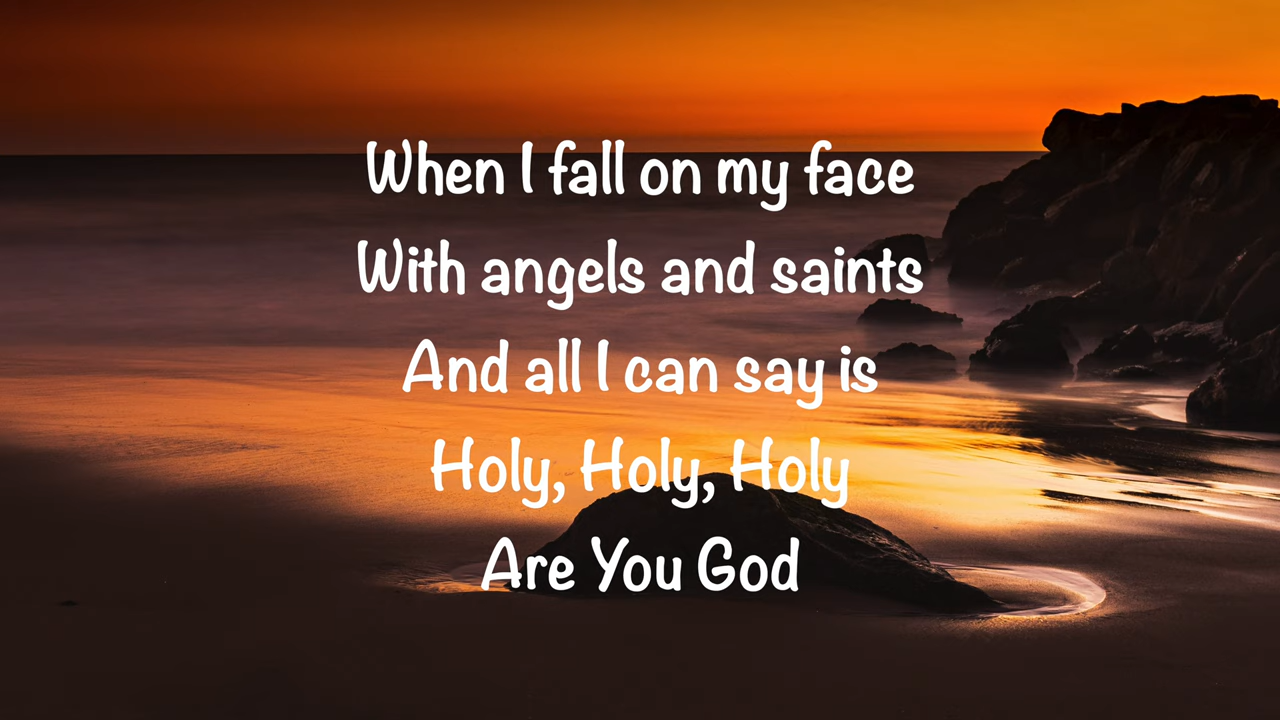 When I fall on my face
With angels and saints
And all I can say is
Holy, Holy, Holy
Are You God